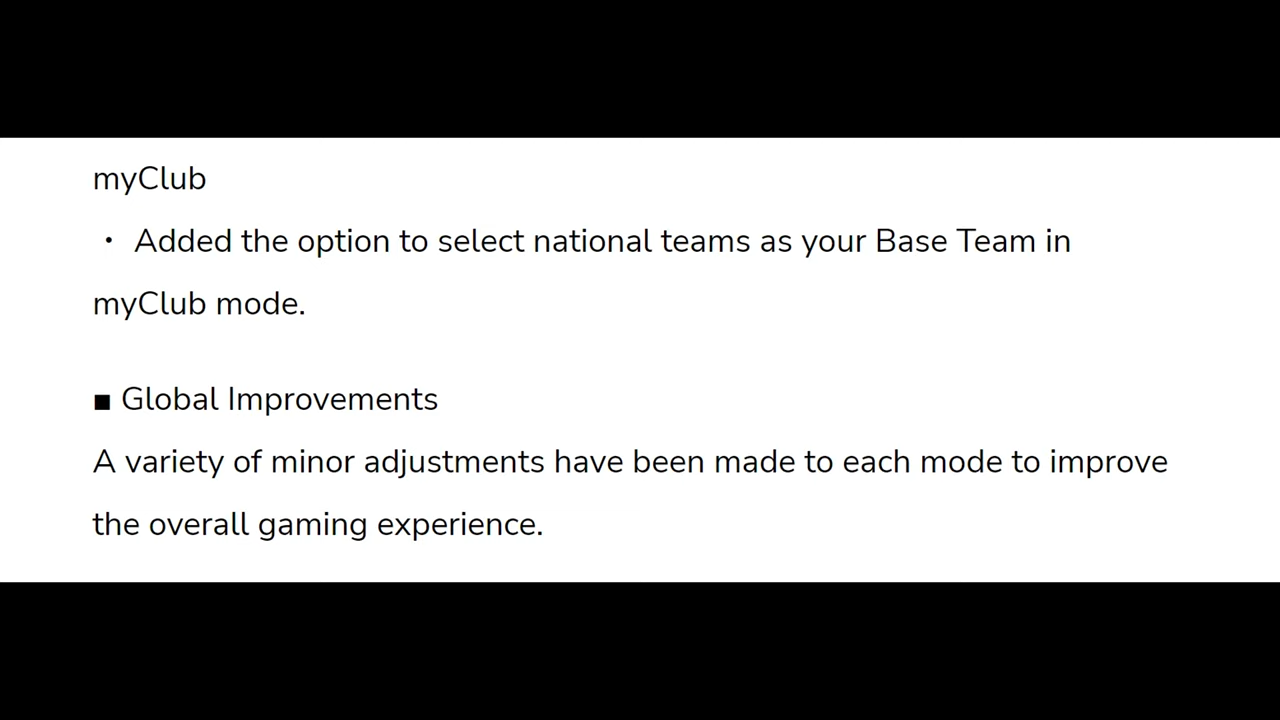 myClub
・ Added the option to select national teams as your Base Team in
myClub mode.
■ Global Improvements
A variety of minor adjustments have been made to each mode to improve
the overall gaming experience.